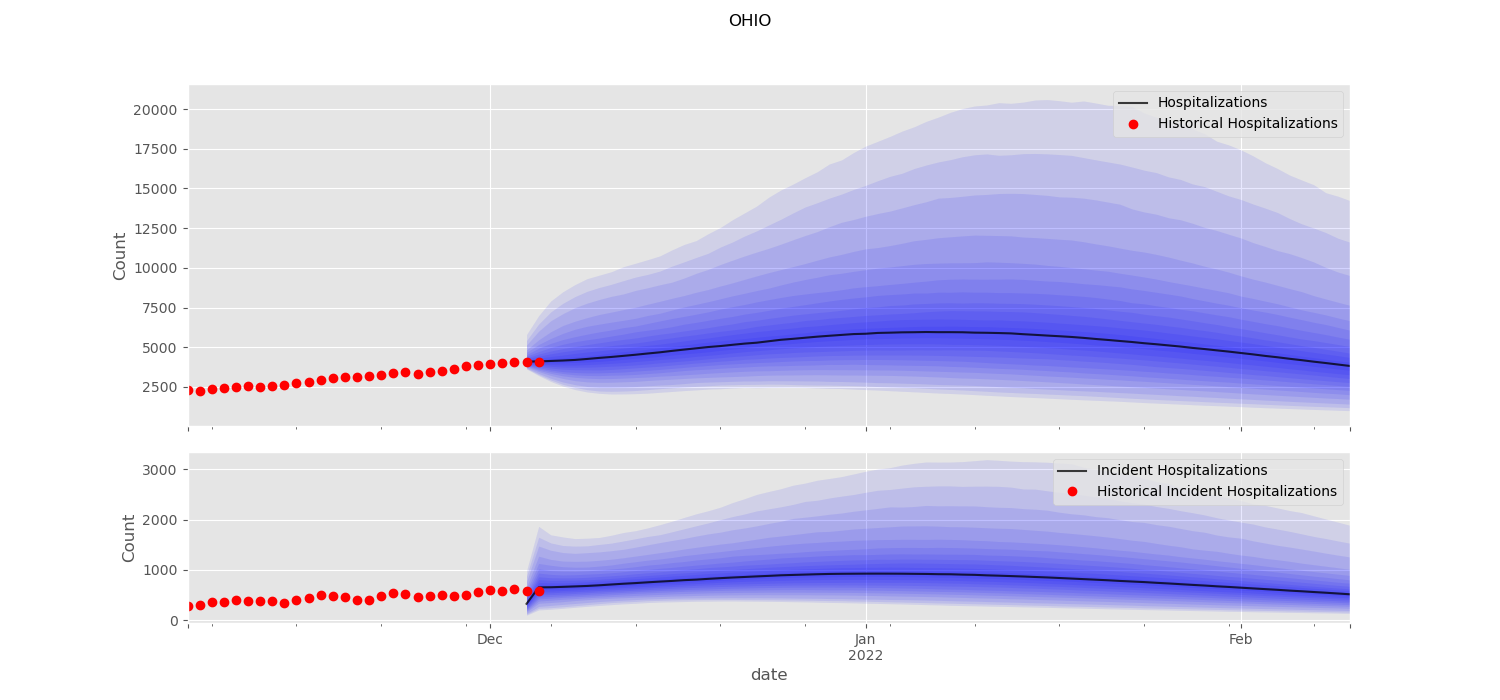 OHIO
20000
17500
15000
12500
10000
7500
5000
2500
Count
Hospitalizations
Historical Hospitalizations
3000
2000
1000
0
Count
Incident Hospitalizations
Historical Incident Hospitalizations
Dec
Jan
Feb
2022
date